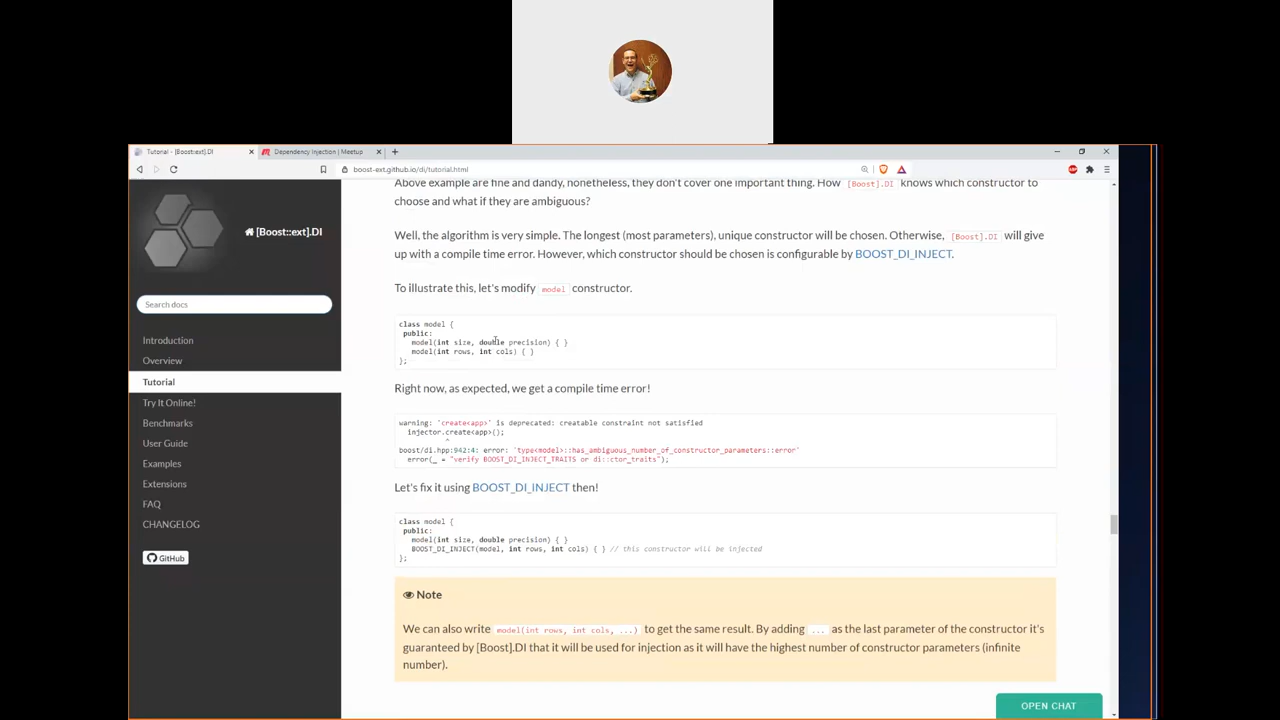 Tutorial - [Boost::ext].DI
Dependency Injection | Meetup
boost-ext.github.io/di/tutorial.html
[Boost::ext].DI
Search docs
Introduction
Overview
Tutorial
Try It Online!
Benchmarks
User Guide
Examples
Extensions
FAQ
CHANGELOG
GitHub
Above example are fine and dandy, nonetheless, they don't cover one important thing. How [Boost].DI knows which constructor to
choose and what if they are ambiguous?
Well, the algorithm is very simple. The longest (most parameters), unique constructor will be chosen. Otherwise, [Boost].DI will give
up with a compile time error. However, which constructor should be chosen is configurable by BOOST_DI_INJECT.
To illustrate this, let's modify model constructor.
class model {
public:
model(int size, double precision) { }
model(int rows, int cols) { }
};
Right now, as expected, we get a compile time error!
warning: 'create<app>' is deprecated: creatable constraint not satisfied
injector.create<app>();
^
boost/di.hpp:942:4: error: 'type<model>::has_ambiguous_number_of_constructor_parameters::error'
error(_ = "verify BOOST_DI_INJECT_TRAITS or di::ctor_traits");
Let's fix it using BOOST_DI_INJECT then!
class model {
public:
model(int size, double precision) { }
BOOST_DI_INJECT(model, int rows, int cols) { } // this constructor will be injected
};
Note
We can also write model(int rows, int cols, ...) to get the same result. By adding ... as the last parameter of the constructor it's
guaranteed by [Boost].DI that it will be used for injection as it will have the highest number of constructor parameters (infinite
number).
OPEN CHAT